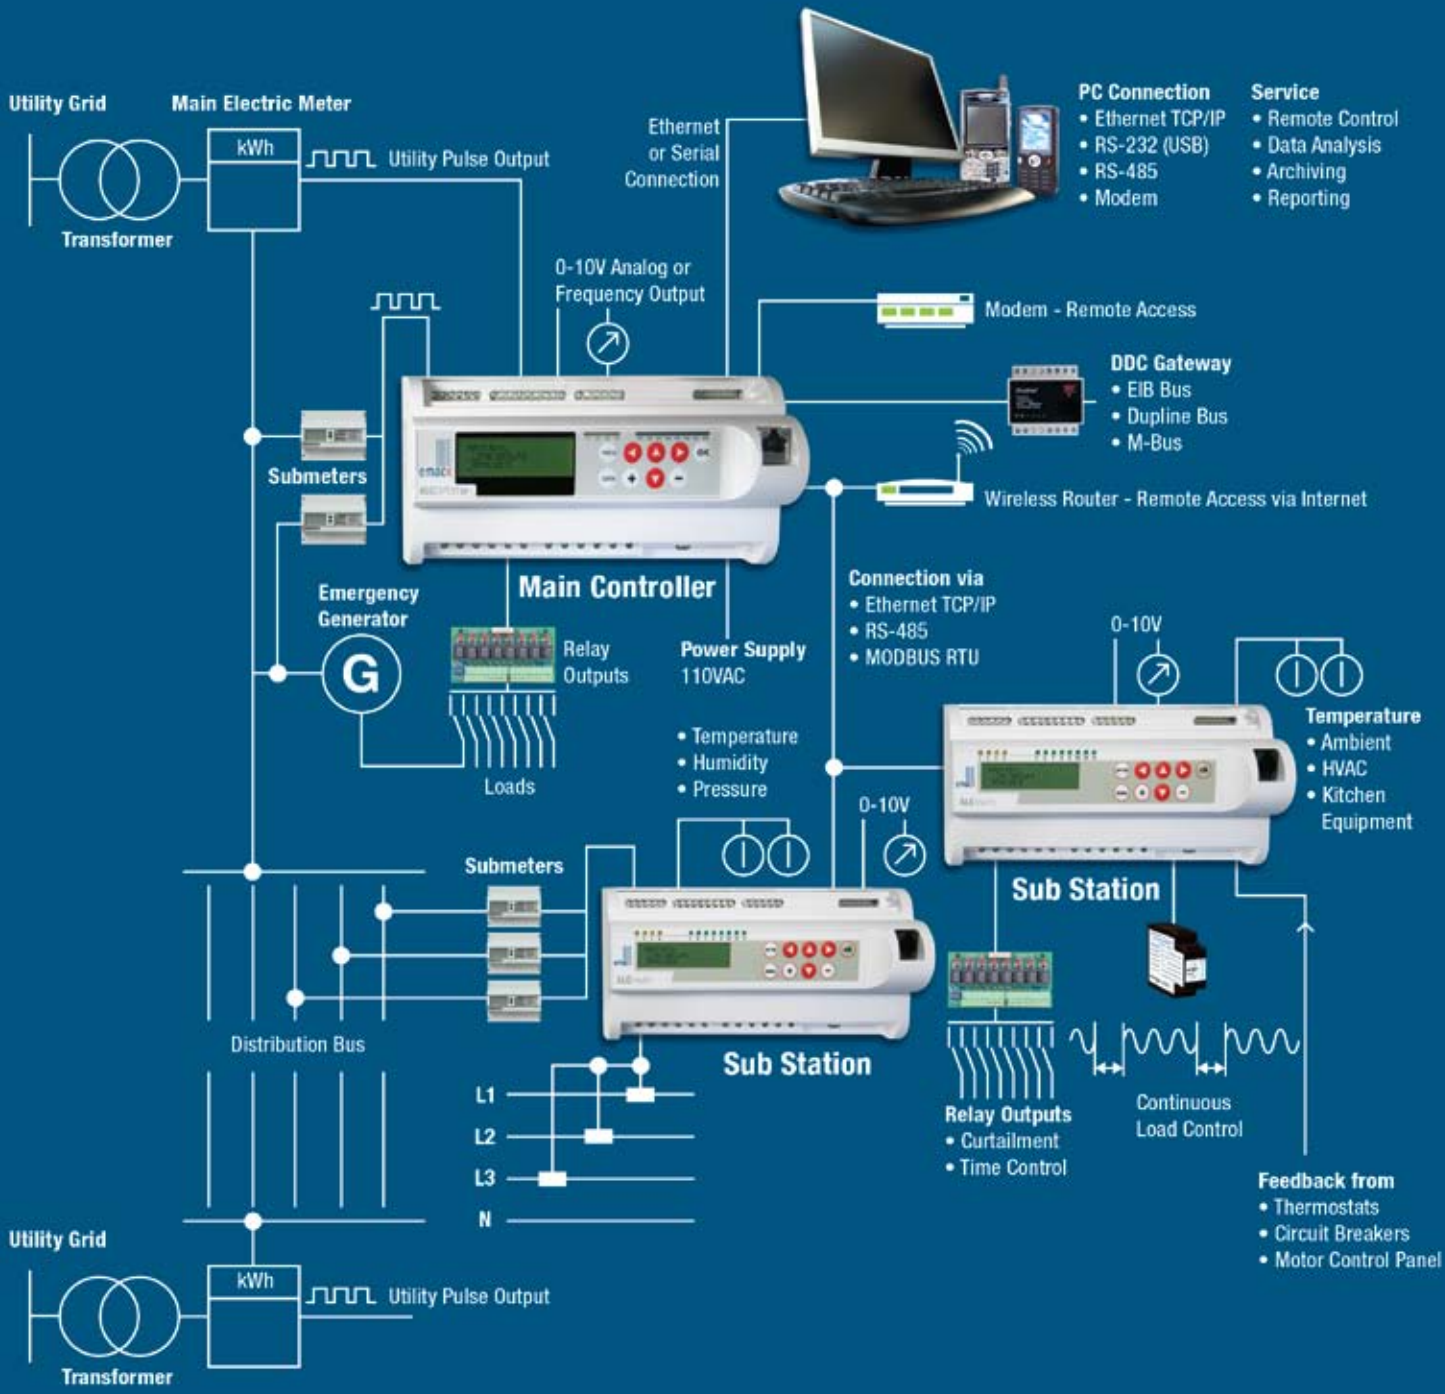 Utility Grid
Main Electric Meter
kWh
Utility Pulse Output
Transformer
Ethernet
or Serial
Connection
PC Connection
• Ethernet TCP/IP
• RS-232 (USB)
• RS-485
• Modem
Service
• Remote Control
• Data Analysis
• Archiving
• Reporting
0-10V Analog or
Frequency Output
Modem - Remote Access
DDC Gateway
• EIB Bus
• Dupline Bus
• M-Bus
Submeters
Wireless Router - Remote Access via Internet
Main Controller
Emergency
Generator
G
Relay
Outputs
Loads
Power Supply
110VAC
Connection via
• Ethernet TCP/IP
• RS-485
• MODBUS RTU
0-10V
Temperature
• Ambient
• HVAC
• Kitchen
Equipment
• Temperature
• Humidity
• Pressure
0-10V
Submeters
Sub Station
Sub Station
Distribution Bus
L1
L2
L3
N
Relay Outputs
• Curtailment
• Time Control
Continuous
Load Control
Feedback from
• Thermostats
• Circuit Breakers
• Motor Control Panel
Utility Grid
kWh
Utility Pulse Output
Transformer